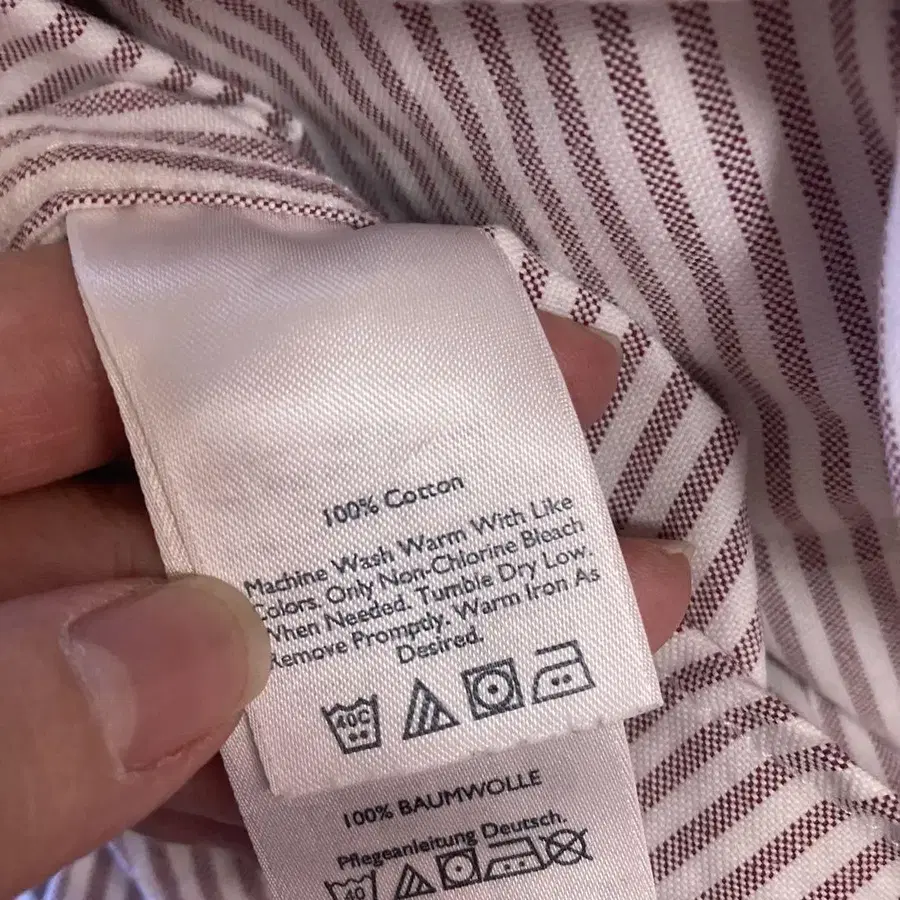 100% Cotton
Machine Wash Warm With Like
Colors. Only Non-Chlorine Bleach
When Needed. Tumble Dry Low.
Remove Promptly. Warm Iron As
Desired.
40C
100% BAUMWOLLE
Pflegeanleitung Deutsch.
40